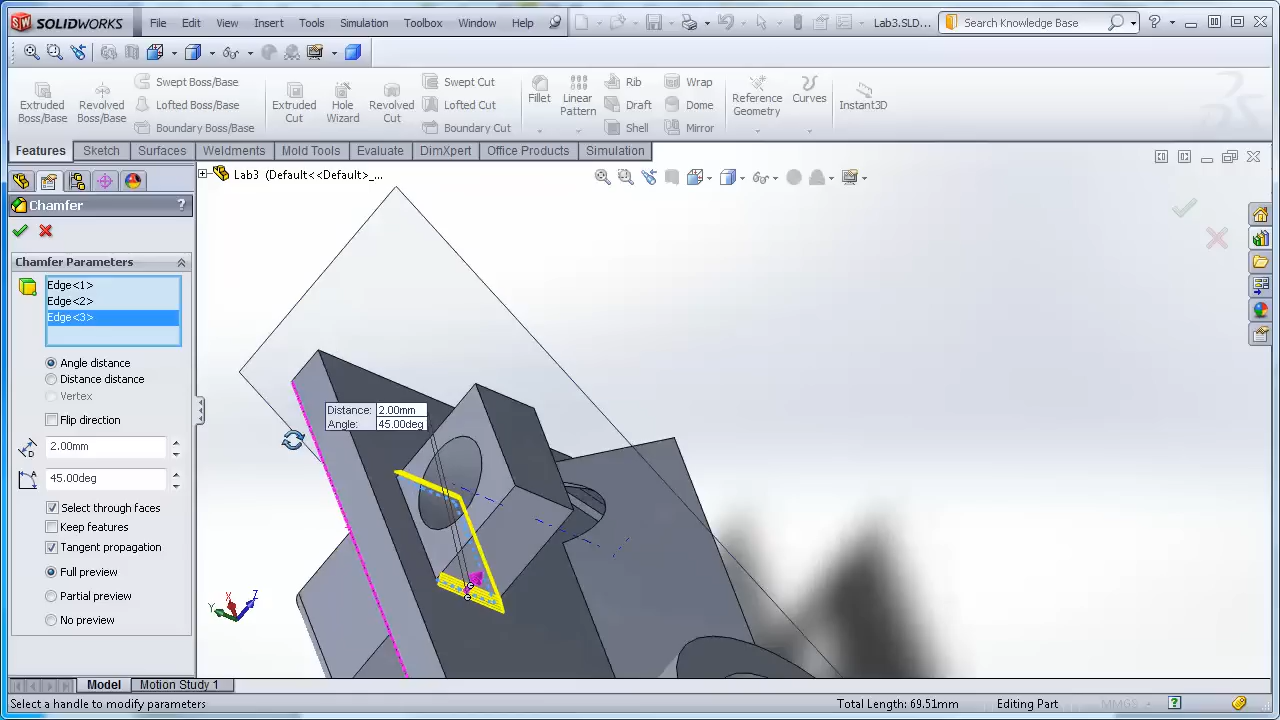 SOLIDWORKS File Edit View Insert Tools Simulation Toolbox Window Help Lab3.SLD... Search Knowledge Base ?
Extruded Boss/Base
Revolved Boss/Base
Swept Boss/Base
Lofted Boss/Base
Boundary Boss/Base
Extruded Cut
Hole Wizard
Revolved Cut
Swept Cut
Lofted Cut
Boundary Cut
Fillet
Linear Pattern
Rib
Draft
Shell
Wrap
Dome
Mirror
Reference Geometry
Curves
Instant3D
Features Sketch Surfaces Weldments Mold Tools Evaluate DimXpert Office Products Simulation
Lab3 (Default<<Default>_...
Chamfer ?
Chamfer Parameters
Edge<1>
Edge<2>
Edge<3>
Angle distance
Distance distance
Vertex
Flip direction
D 2.00mm
A 45.00deg
Select through faces
Keep features
Tangent propagation
Full preview
Partial preview
No preview
Distance: 2.00mm
Angle: 45.00deg
X
Y
Z
Model Motion Study 1
Select a handle to modify parameters Total Length: 69.51mm Editing Part MMGS ?